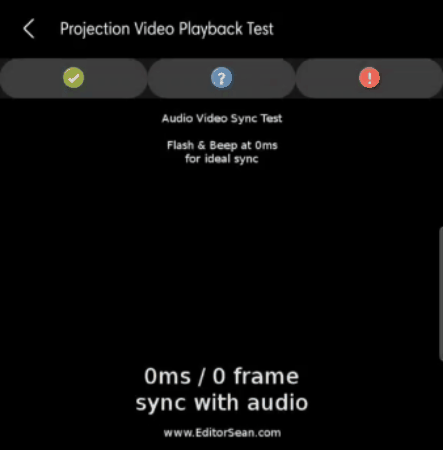 Projection Video Playback Test
Audio Video Sync Test
Flash & Beep at 0ms
for ideal sync
0ms / 0 frame
sync with audio
www.EditorSean.com